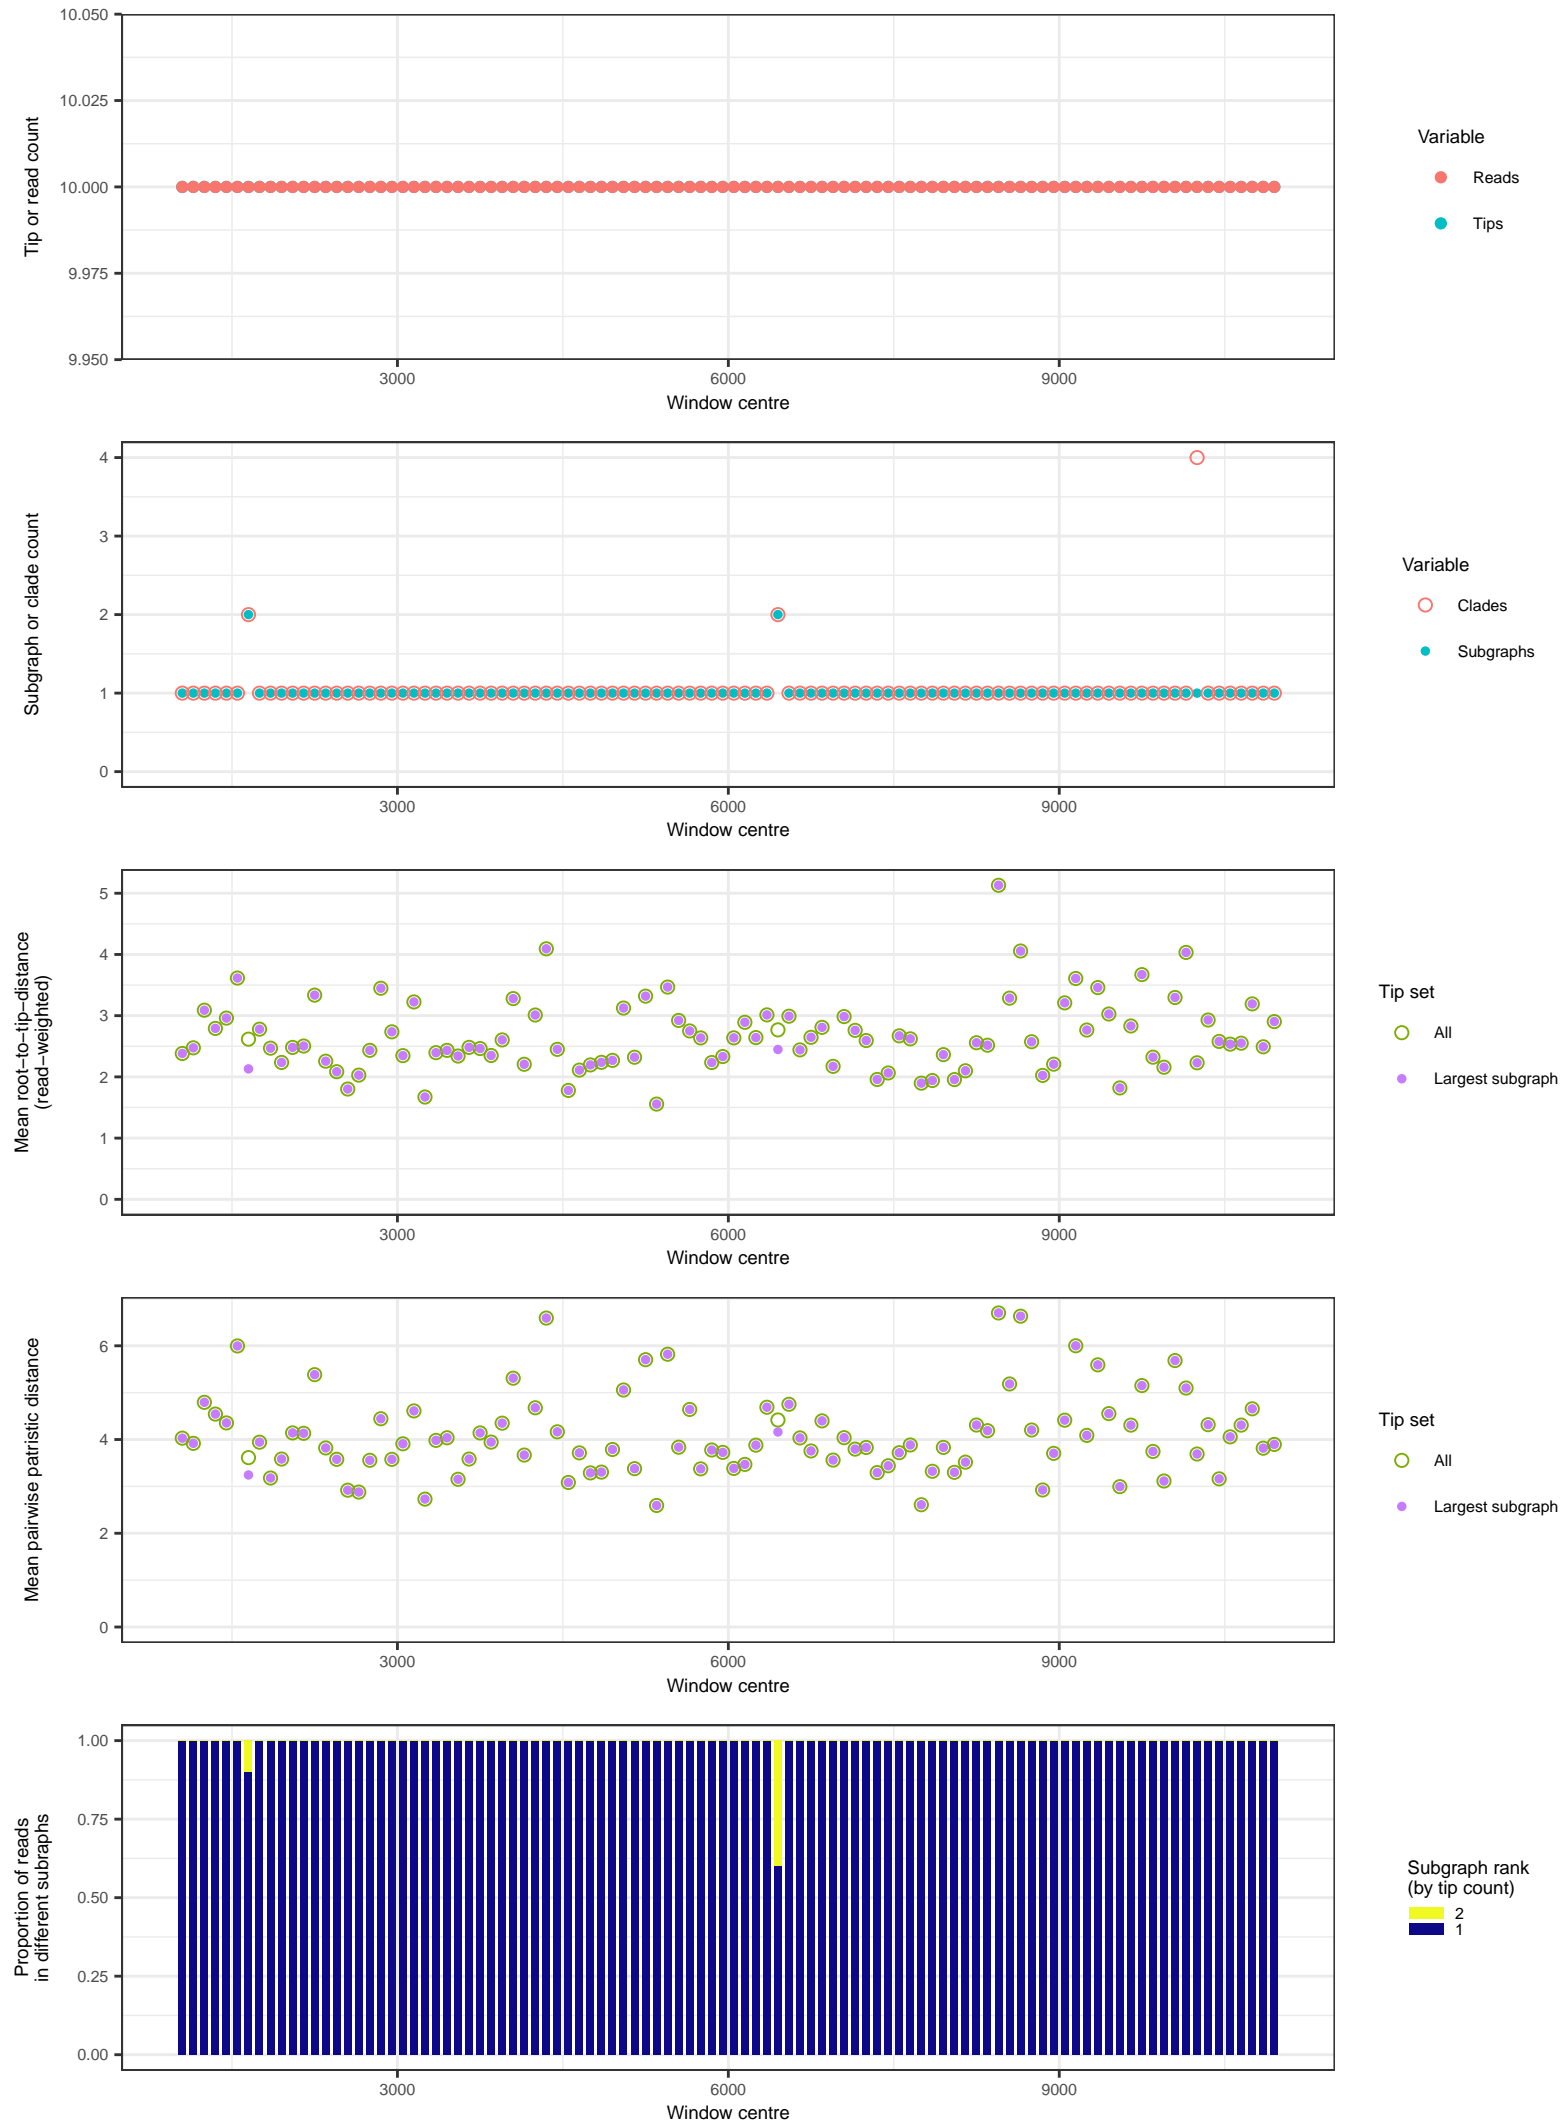 10.050
10.025
10.000
9.975
9.950
Tip or read count
3000
6000
9000
Window centre
Variable
Reads
Tips
4
3
2
1
0
Subgraph or clade count
3000
6000
9000
Window centre
Variable
Clades
Subgraphs
5
4
3
2
1
0
Mean root−to−tip−distance
(read−weighted)
3000
6000
9000
Window centre
Tip set
All
Largest subgraph
6
4
2
0
Mean pairwise patristic distance
3000
6000
9000
Window centre
Tip set
All
Largest subgraph
1.00
0.75
0.50
0.25
0.00
Proportion of reads
in different subraphs
3000
6000
9000
Window centre
Subgraph rank
(by tip count)
2
1